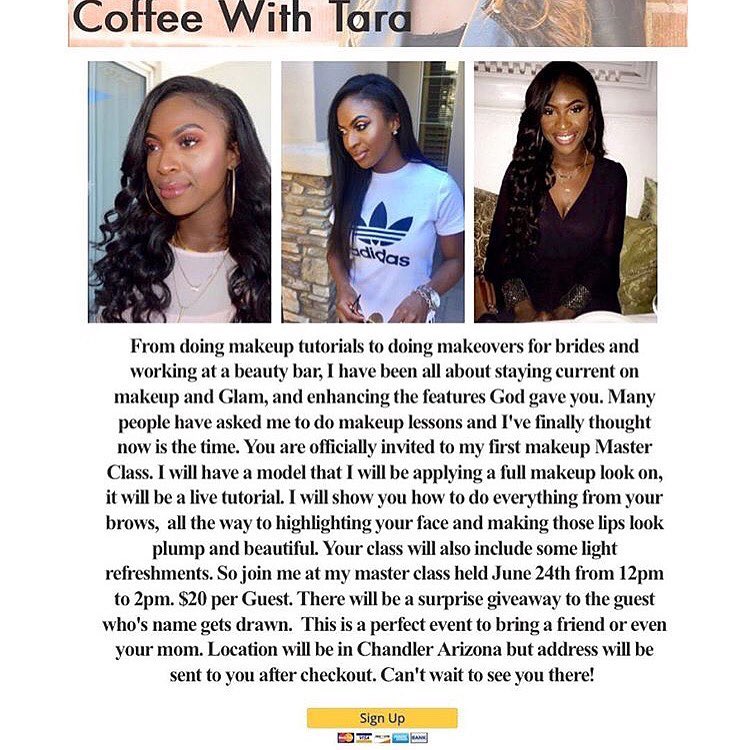 Coffee With Tara
adidas
From doing makeup tutorials to doing makeovers for brides and
working at a beauty bar, I have been all about staying current on
makeup and Glam, and enhancing the features God gave you. Many
people have asked me to do makeup lessons and I've finally thought
now is the time. You are officially invited to my first makeup Master
Class. I will have a model that I will be applying a full makeup look on,
it will be a live tutorial. I will show you how to do everything from your
brows, all the way to highlighting your face and making those lips look
plump and beautiful. Your class will also include some light
refreshments. So join me at my master class held June 24th from 12pm
to 2pm. $20 per Guest. There will be a surprise giveaway to the guest
who's name gets drawn. This is a perfect event to bring a friend or even
your mom. Location will be in Chandler Arizona but address will be
sent to you after checkout. Can't wait to see you there!
Sign Up
VISA BANK